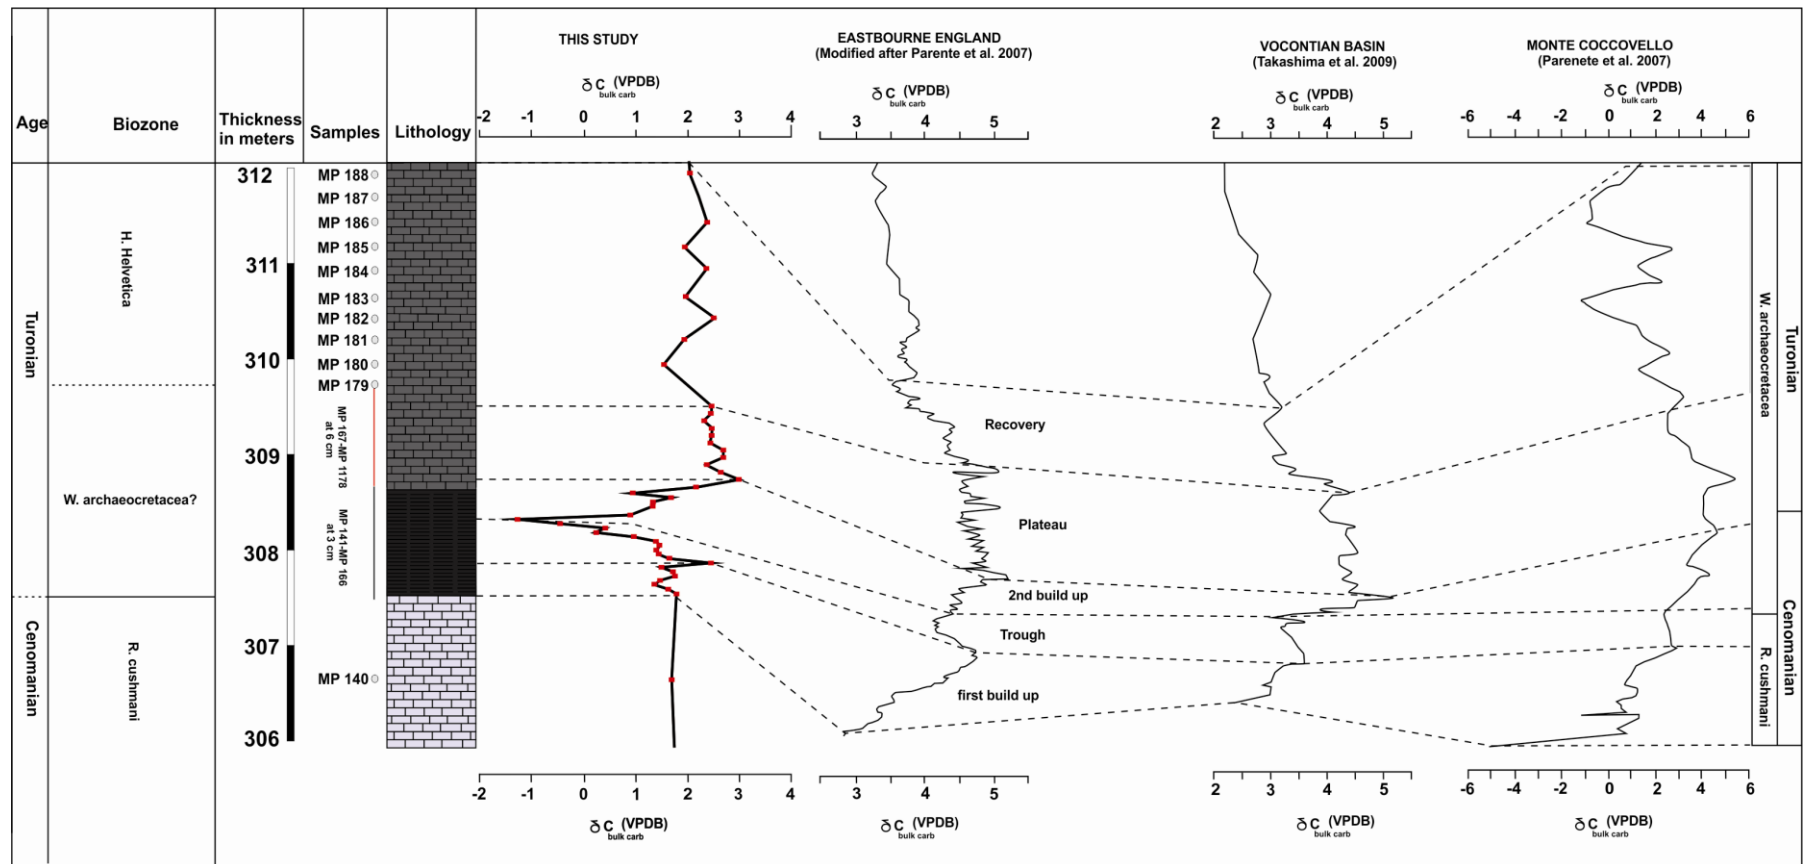 THIS STUDY
EASTBOURNE ENGLAND
(Modified after Parente et al. 2007)
VOCONTIAN BASIN
(Takashima et al. 2009)
MONTE COCCOVELLO
(Parenete et al. 2007)
δ C (VPDB)
bulk carb
δ C (VPDB)
bulk carb
δ C (VPDB)
bulk carb
δ C (VPDB)
bulk carb
Age
Biozone
Thickness
in meters
Samples
Lithology
-2 -1 0 1 2 3 4
3 4 5
2 3 4 5
-6 -4 -2 0 2 4 6
Turonian
Cenomanian
H. Helvetica
W. archaeocretacea?
R. cushmani
312
311
310
309
308
307
306
MP 188
MP 187
MP 186
MP 185
MP 184
MP 183
MP 182
MP 181
MP 180
MP 179
MP 167-MP 1178
at 6 cm
MP 141-MP 166
at 3 cm
MP 140
Recovery
Plateau
2nd build up
Trough
first build up
W. archaeocretacea
R. cushmani
Turonian
Cenomanian
-2 -1 0 1 2 3 4
3 4 5
2 3 4 5
-6 -4 -2 0 2 4 6
δ C (VPDB)
bulk carb
δ C (VPDB)
bulk carb
δ C (VPDB)
bulk carb
δ C (VPDB)
bulk carb